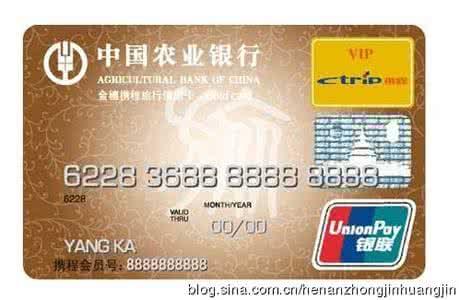 中国农业银行
AGRICULTURAL BANK OF CHINA
金穗携程旅行信用卡 Gold card
VIP
Ctrip 携程
6228 3688 8888 8888
6228
MONTH/YEAR
VALID
THRU
00/00
YANG KA
携程会员号:8888888888
UnionPay
银联
blog.sina.com.cn/henanzhongjinhuangjin